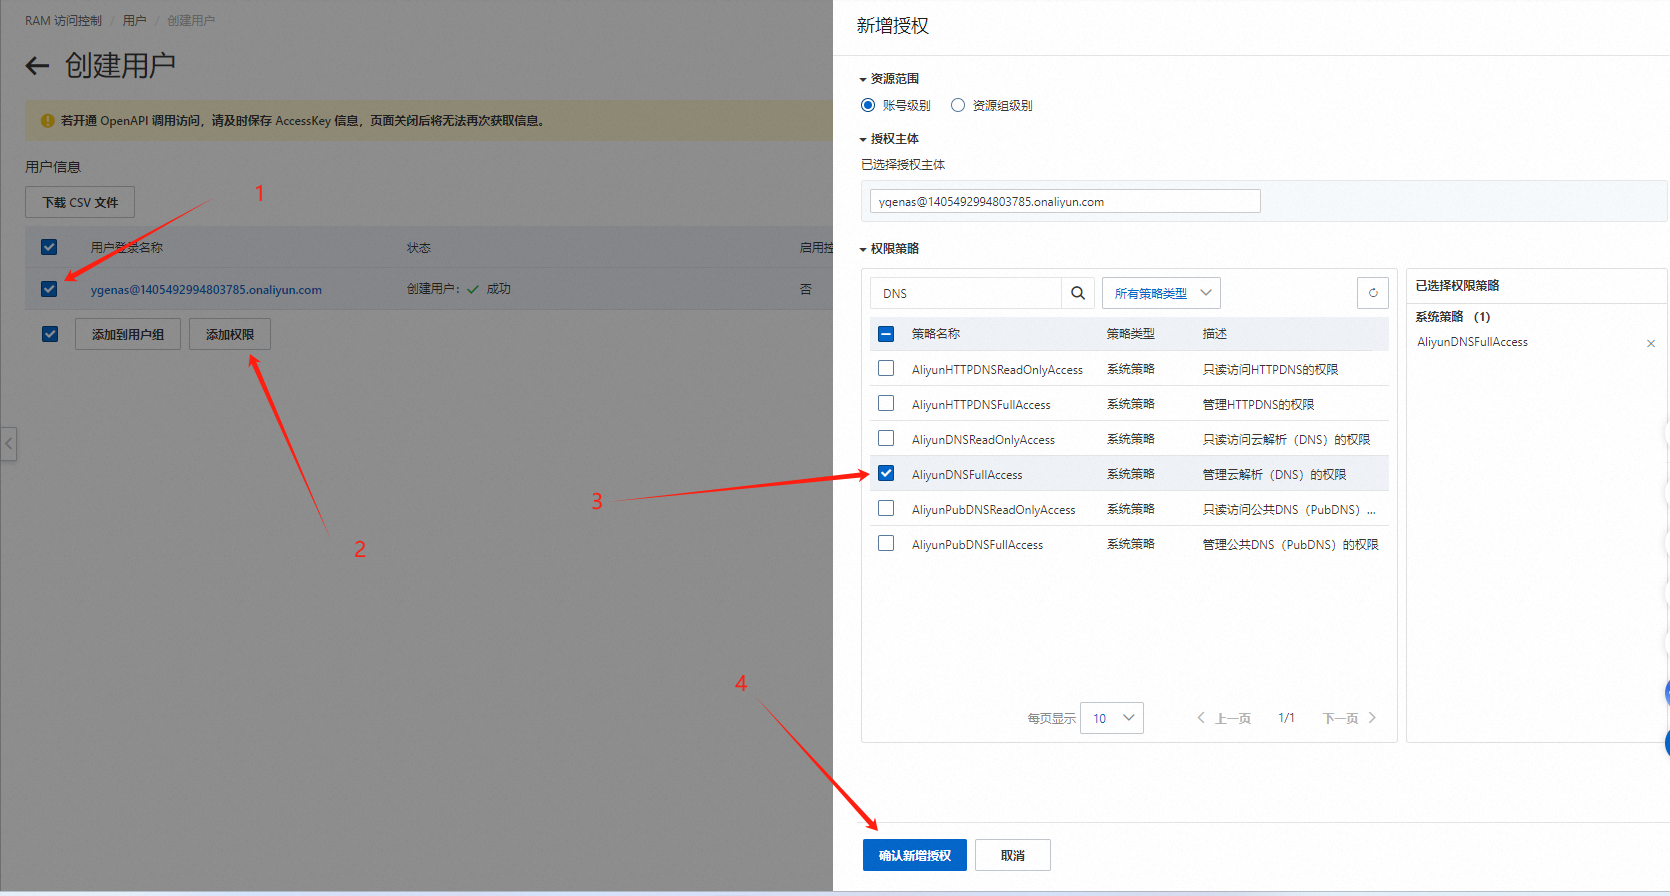 RAM 访问控制 / 用户 / 创建用户
← 创建用户
若开通 OpenAPI 调用访问，请及时保存 AccessKey 信息，页面关闭后将无法再次获取信息。
用户信息
1
下载 CSV 文件
用户登录名称 状态 启用控
ygenas@1405492994803785.onaliyun.com 创建用户： 成功 否
添加到用户组 添加权限
2
3
4
新增授权
资源范围
账号级别 资源组级别
授权主体
已选择授权主体
ygenas@1405492994803785.onaliyun.com
权限策略
DNS 所有策略类型
策略名称 策略类型 描述
AliyunHTTPDNSReadOnlyAccess 系统策略 只读访问HTTPDNS的权限
AliyunHTTPDNSFullAccess 系统策略 管理HTTPDNS的权限
AliyunDNSReadOnlyAccess 系统策略 只读访问云解析（DNS）的权限
AliyunDNSFullAccess 系统策略 管理云解析（DNS）的权限
AliyunPubDNSReadOnlyAccess 系统策略 只读访问公共DNS（PubDNS）...
AliyunPubDNSFullAccess 系统策略 管理公共DNS（PubDNS）的权限
每页显示 10 上一页 1/1 下一页
已选择权限策略
系统策略 （1）
AliyunDNSFullAccess
确认新增授权 取消